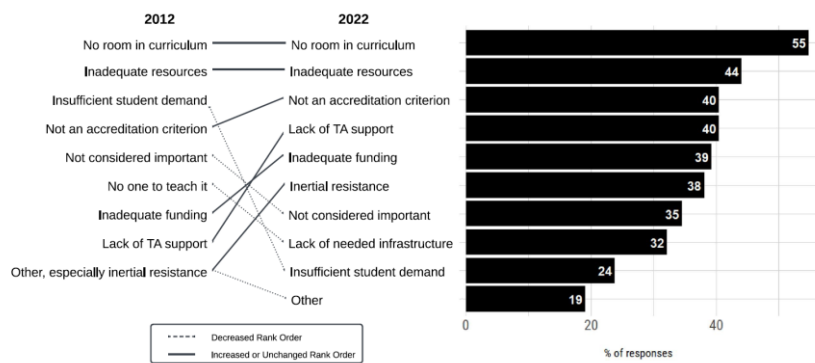 2012 2022
No room in curriculum No room in curriculum 55
Inadequate resources Inadequate resources 44
Insufficient student demand Not an accreditation criterion 40
Not an accreditation criterion Lack of TA support 40
Not considered important Inadequate funding 39
No one to teach it Inertial resistance 38
Inadequate funding Not considered important 35
Lack of TA support Lack of needed infrastructure 32
Other, especially inertial resistance Insufficient student demand 24
Other 19
0 20 40
Decreased Rank Order
Increased or Unchanged Rank Order
% of responses